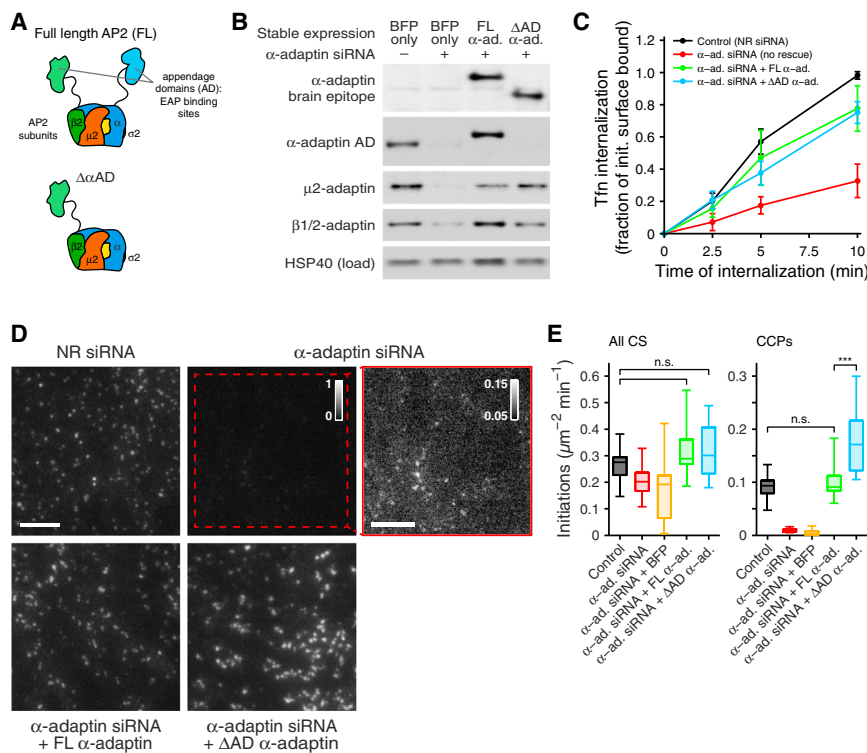 A
Full length AP2 (FL)
appendage
domains (AD):
EAP binding
sites
AP2
subunits
β2
μ2
α
σ2
ΔαAD
β2
μ2
α
σ2
B
Stable expression
BFP
only
BFP
only
FL
α-ad.
ΔAD
α-ad.
α-adaptin siRNA
−
+
+
+
α-adaptin
brain epitope
α-adaptin AD
μ2-adaptin
β1/2-adaptin
HSP40 (load)
C
Control (NR siRNA)
α-ad. siRNA (no rescue)
α-ad. siRNA + FL α-ad.
α-ad. siRNA + ΔAD α-ad.
Tfn internalization
(fraction of init. surface bound)
1.2
1.0
0.8
0.6
0.4
0.2
0
0
2.5
5
10
Time of internalization (min)
D
NR siRNA
α-adaptin siRNA
1
0
0.15
0.05
α-adaptin siRNA
+ FL α-adaptin
α-adaptin siRNA
+ ΔAD α-adaptin
E
All CS
n.s.
Initiations (μm⁻² min⁻¹)
0.6
0.5
0.4
0.3
0.2
0.1
0
Control
α−ad. siRNA
α−ad. siRNA + BFP
α−ad. siRNA + FL α−ad.
α−ad. siRNA + ΔAD α−ad.
CCPs
***
n.s.
0.3
0.2
0.1
0
Control
α−ad. siRNA
α−ad. siRNA + BFP
α−ad. siRNA + FL α−ad.
α−ad. siRNA + ΔAD α−ad.